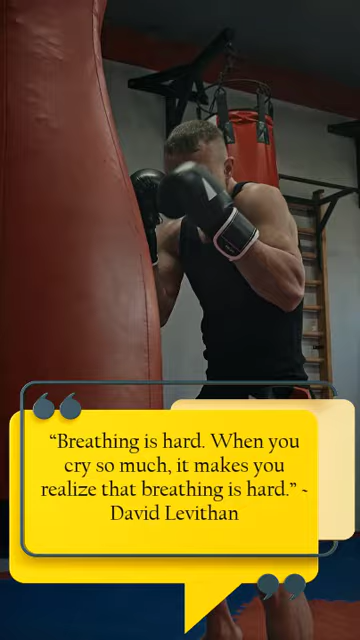 “Breathing is hard. When you
cry so much, it makes you
realize that breathing is hard.” ~
David Levithan